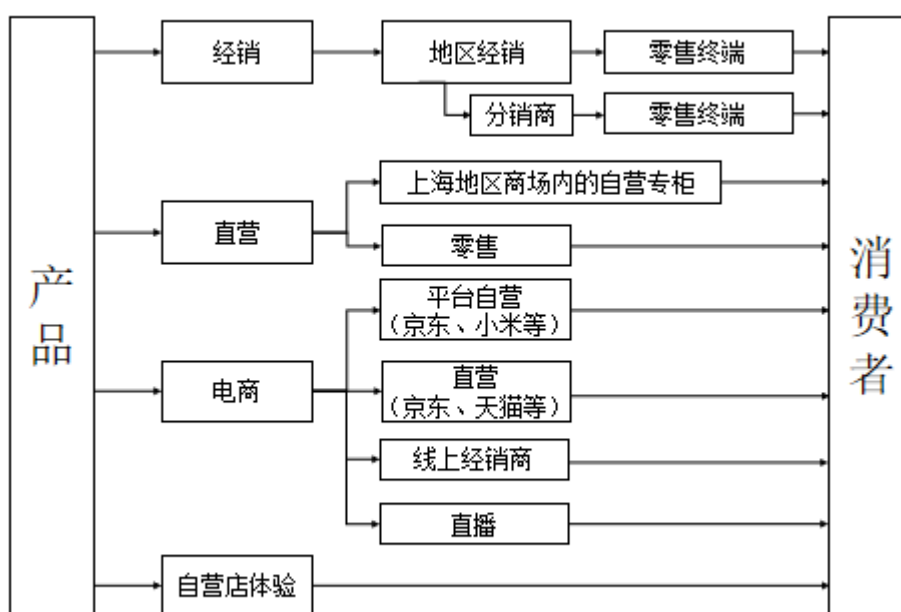 产品
经销
地区经销
零售终端
分销商
零售终端
直营
上海地区商场内的自营专柜
零售
电商
平台自营
（京东、小米等）
直营
（京东、天猫等）
线上经销商
直播
自营店体验
消费者